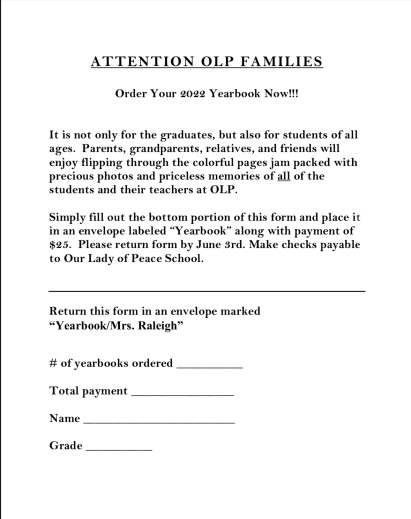 ATTENTION OLP FAMILIES
Order Your 2022 Yearbook Now!!!
It is not only for the graduates, but also for students of all
ages.  Parents, grandparents, relatives, and friends will
enjoy flipping through the colorful pages jam packed with
precious photos and priceless memories of all of the
students and their teachers at OLP.
Simply fill out the bottom portion of this form and place it
in an envelope labeled “Yearbook” along with payment of
$25.  Please return form by June 3rd. Make checks payable
to Our Lady of Peace School.
Return this form in an envelope marked
“Yearbook/Mrs. Raleigh”
# of yearbooks ordered ___________
Total payment _________________
Name _________________________
Grade ___________